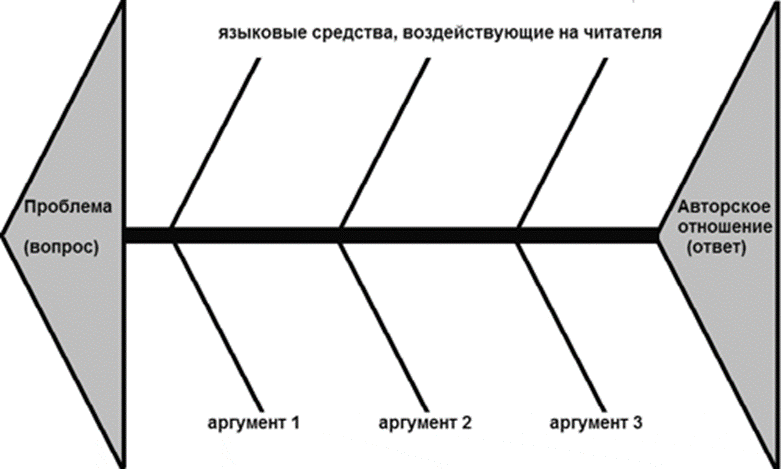 языковые средства, воздействующие на читателя
Проблема
(вопрос)
Авторское
отношение
(ответ)
аргумент 1
аргумент 2
аргумент 3